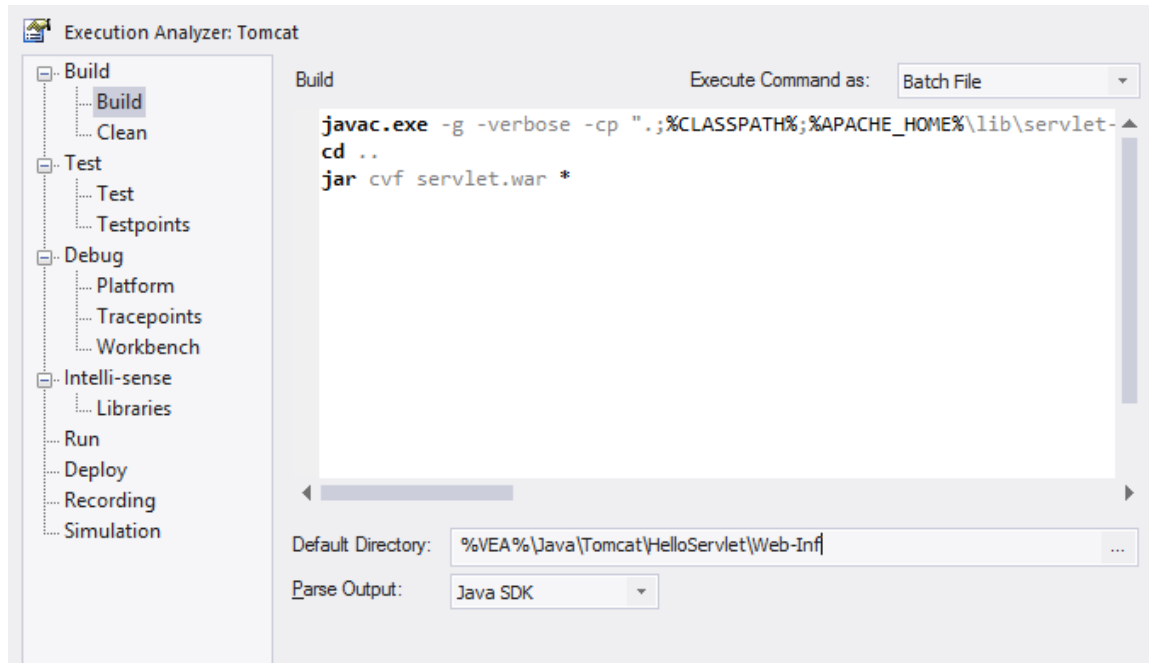 Execution Analyzer: Tomcat
Build
Build
Clean
Test
Test
Testpoints
Debug
Platform
Tracepoints
Workbench
Intelli-sense
Libraries
Run
Deploy
Recording
Simulation
Build
Execute Command as: Batch File
javac.exe -g -verbose -cp ".;%CLASSPATH%;%APACHE_HOME%\lib\servlet-
cd ..
jar cvf servlet.war *
Default Directory: %VEA%\Java\Tomcat\HelloServlet\Web-Inf ...
Parse Output: Java SDK